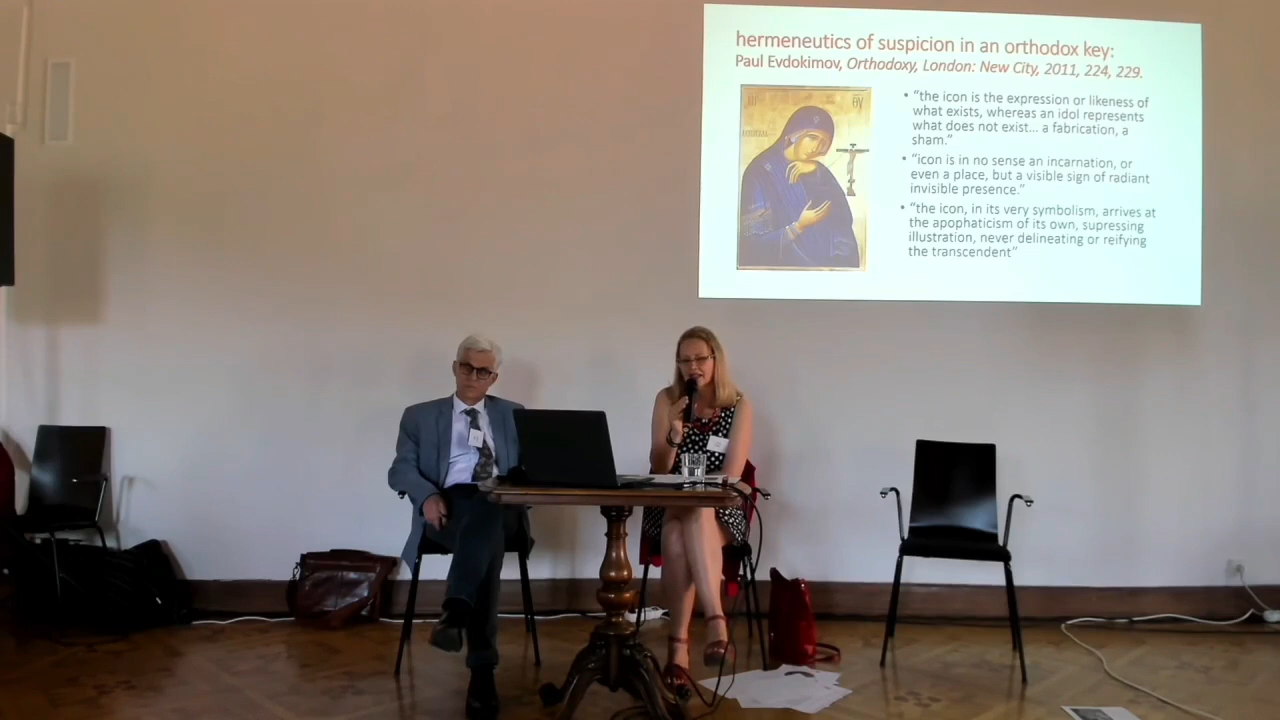 hermeneutics of suspicion in an orthodox key:
Paul Evdokimov, Orthodoxy, London: New City, 2011, 224, 229.
• “the icon is the expression or likeness of
what exists, whereas an idol represents
what does not exist... a fabrication, a
sham.”
• “icon is in no sense an incarnation, or
even a place, but a visible sign of radiant
invisible presence.”
• “the icon, in its very symbolism, arrives at
the apophaticism of its own, supressing
illustration, never delineating or reifying
the transcendent”